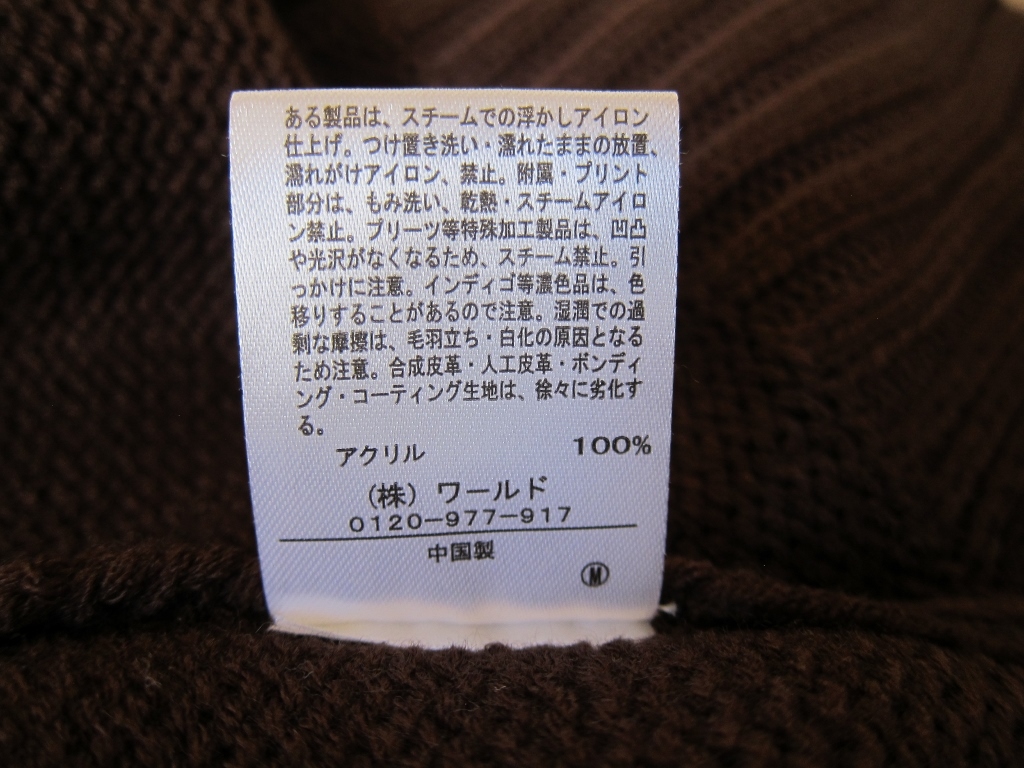 ある製品は、スチームでの浮かしアイロン
仕上げ。つけ置き洗い・濡れたままの放置、
濡れがけアイロン、禁止。附属・プリント
部分は、もみ洗い、乾熱・スチームアイロ
ン禁止。プリーツ等特殊加工製品は、凹凸
や光沢がなくなるため、スチーム禁止。引
っかけに注意。インディゴ等濃色品は、色
移りすることがあるので注意。湿潤での過
剰な摩擦は、毛羽立ち・白化の原因となる
ため注意。合成皮革・人工皮革・ボンディ
ング・コーティング生地は、徐々に劣化す
る。
アクリル 100%
(株) ワールド
0120-977-917
中国製
Ⓜ